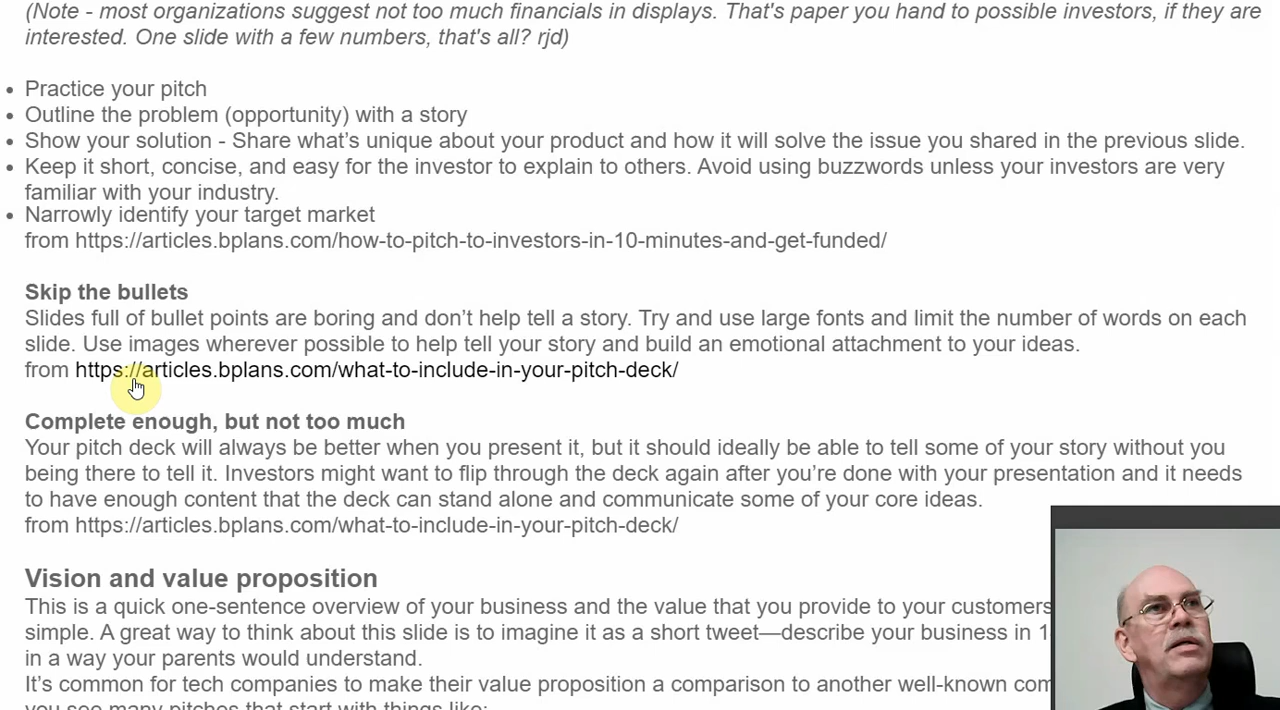 (Note - most organizations suggest not too much financials in displays. That's paper you hand to possible investors, if they are
interested. One slide with a few numbers, that's all? rjd)
• Practice your pitch
• Outline the problem (opportunity) with a story
• Show your solution - Share what’s unique about your product and how it will solve the issue you shared in the previous slide.
• Keep it short, concise, and easy for the investor to explain to others. Avoid using buzzwords unless your investors are very
familiar with your industry.
• Narrowly identify your target market
from https://articles.bplans.com/how-to-pitch-to-investors-in-10-minutes-and-get-funded/
Skip the bullets
Slides full of bullet points are boring and don’t help tell a story. Try and use large fonts and limit the number of words on each
slide. Use images wherever possible to help tell your story and build an emotional attachment to your ideas.
from https://articles.bplans.com/what-to-include-in-your-pitch-deck/
Complete enough, but not too much
Your pitch deck will always be better when you present it, but it should ideally be able to tell some of your story without you
being there to tell it. Investors might want to flip through the deck again after you’re done with your presentation and it needs
to have enough content that the deck can stand alone and communicate some of your core ideas.
from https://articles.bplans.com/what-to-include-in-your-pitch-deck/
Vision and value proposition
This is a quick one-sentence overview of your business and the value that you provide to your customers
simple. A great way to think about this slide is to imagine it as a short tweet—describe your business in 1
in a way your parents would understand.
It’s common for tech companies to make their value proposition a comparison to another well-known com
you see many pitches that start with things like: